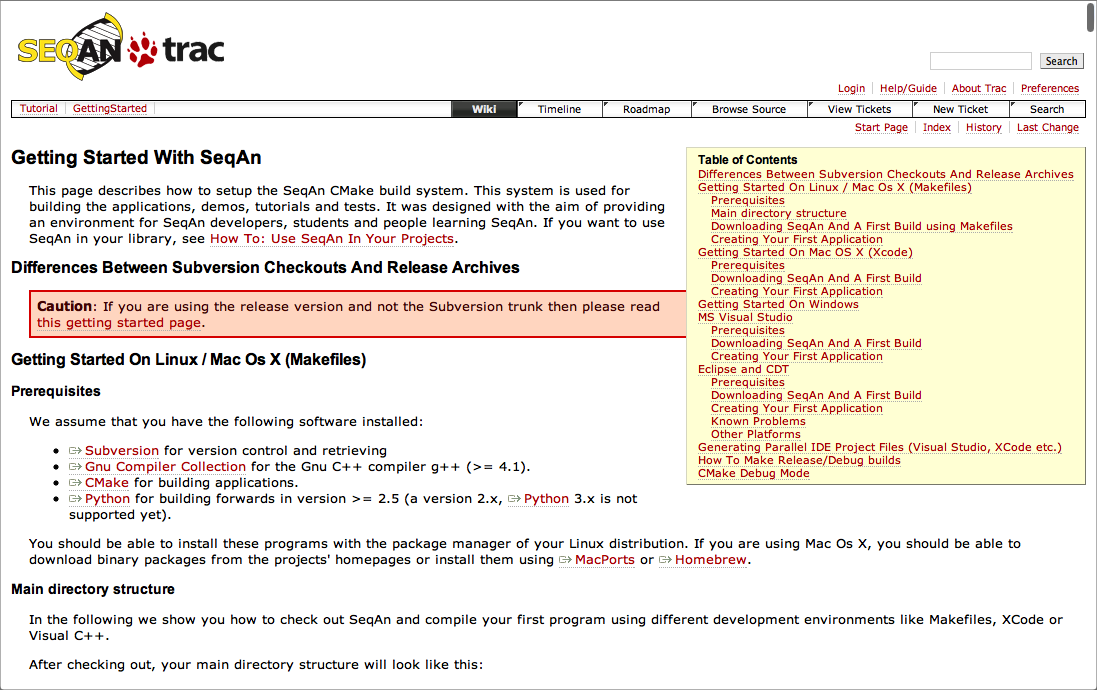 SEQAN trac
Search
Login Help/Guide About Trac Preferences
Tutorial GettingStarted Wiki Timeline Roadmap Browse Source View Tickets New Ticket Search
Start Page Index History Last Change
Getting Started With SeqAn
This page describes how to setup the SeqAn CMake build system. This system is used for
building the applications, demos, tutorials and tests. It was designed with the aim of providing
an environment for SeqAn developers, students and people learning SeqAn. If you want to use
SeqAn in your library, see How To: Use SeqAn In Your Projects.
Differences Between Subversion Checkouts And Release Archives
Caution: If you are using the release version and not the Subversion trunk then please read
this getting started page.
Table of Contents
Differences Between Subversion Checkouts And Release Archives
Getting Started On Linux / Mac Os X (Makefiles)
Prerequisites
Main directory structure
Downloading SeqAn And A First Build using Makefiles
Creating Your First Application
Getting Started On Mac OS X (Xcode)
Prerequisites
Downloading SeqAn And A First Build
Creating Your First Application
Getting Started On Windows
MS Visual Studio
Prerequisites
Downloading SeqAn And A First Build
Creating Your First Application
Eclipse and CDT
Prerequisites
Downloading SeqAn And A First Build
Creating Your First Application
Known Problems
Other Platforms
Generating Parallel IDE Project Files (Visual Studio, XCode etc.)
How To Make Release/Debug builds
CMake Debug Mode
Getting Started On Linux / Mac Os X (Makefiles)
Prerequisites
We assume that you have the following software installed:
• Subversion for version control and retrieving
• Gnu Compiler Collection for the Gnu C++ compiler g++ (>= 4.1).
• CMake for building applications.
• Python for building forwards in version >= 2.5 (a version 2.x, Python 3.x is not
supported yet).
You should be able to install these programs with the package manager of your Linux distribution. If you are using Mac Os X, you should be able to
download binary packages from the projects' homepages or install them using MacPorts or Homebrew.
Main directory structure
In the following we show you how to check out SeqAn and compile your first program using different development environments like Makefiles, XCode or
Visual C++.
After checking out, your main directory structure will look like this: